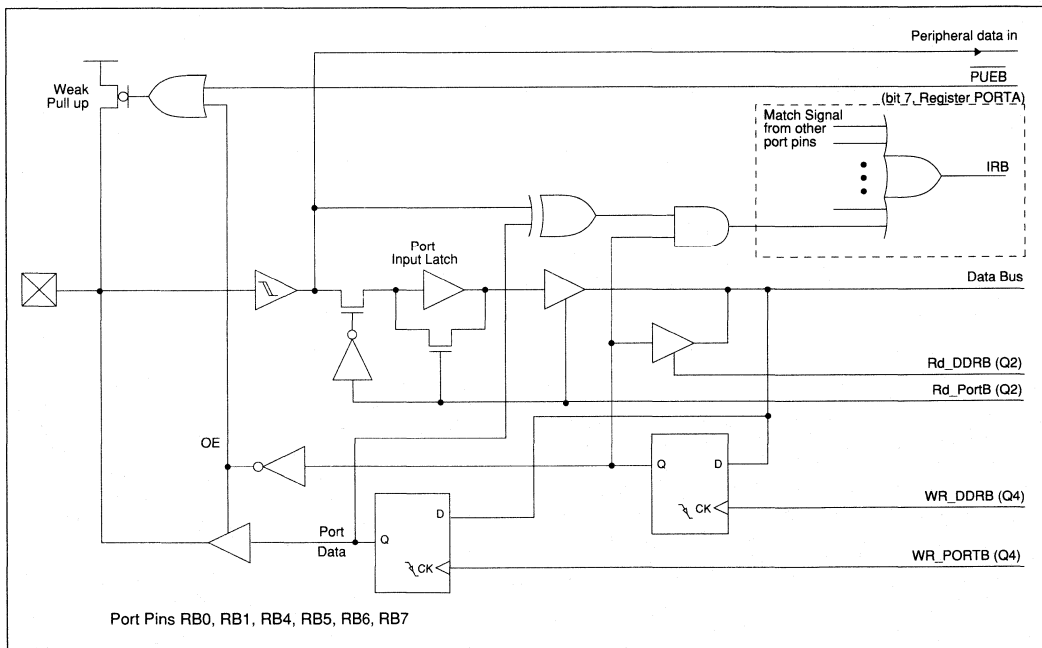 Peripheral data in
PUEB
(bit 7, Register PORTA)
Weak
Pull up
Match Signal
from other
port pins
IRB
Port
Input Latch
Data Bus
Rd_DDRB (Q2)
Rd_PortB (Q2)
OE
Q
D
CK
WR_DDRB (Q4)
Port
Data
Q
D
CK
WR_PORTB (Q4)
Port Pins RB0, RB1, RB4, RB5, RB6, RB7